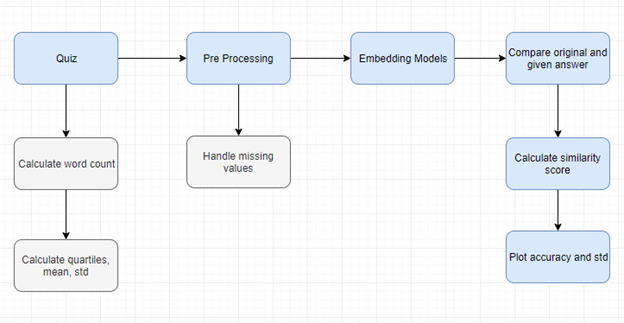 Quiz
Pre Processing
Embedding Models
Compare original and
given answer
Calculate word count
Handle missing
values
Calculate similarity
score
Calculate quartiles,
mean, std
Plot accuracy and std